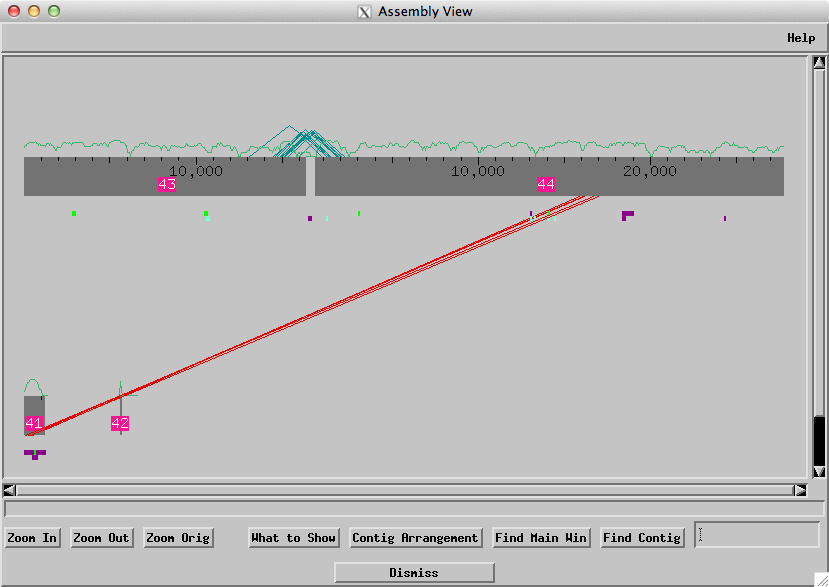 Assembly View
Help
10,000 10,000 20,000
43 44
41 42
Zoom In Zoom Out Zoom Orig What to Show Contig Arrangement Find Main Win Find Contig
Dismiss